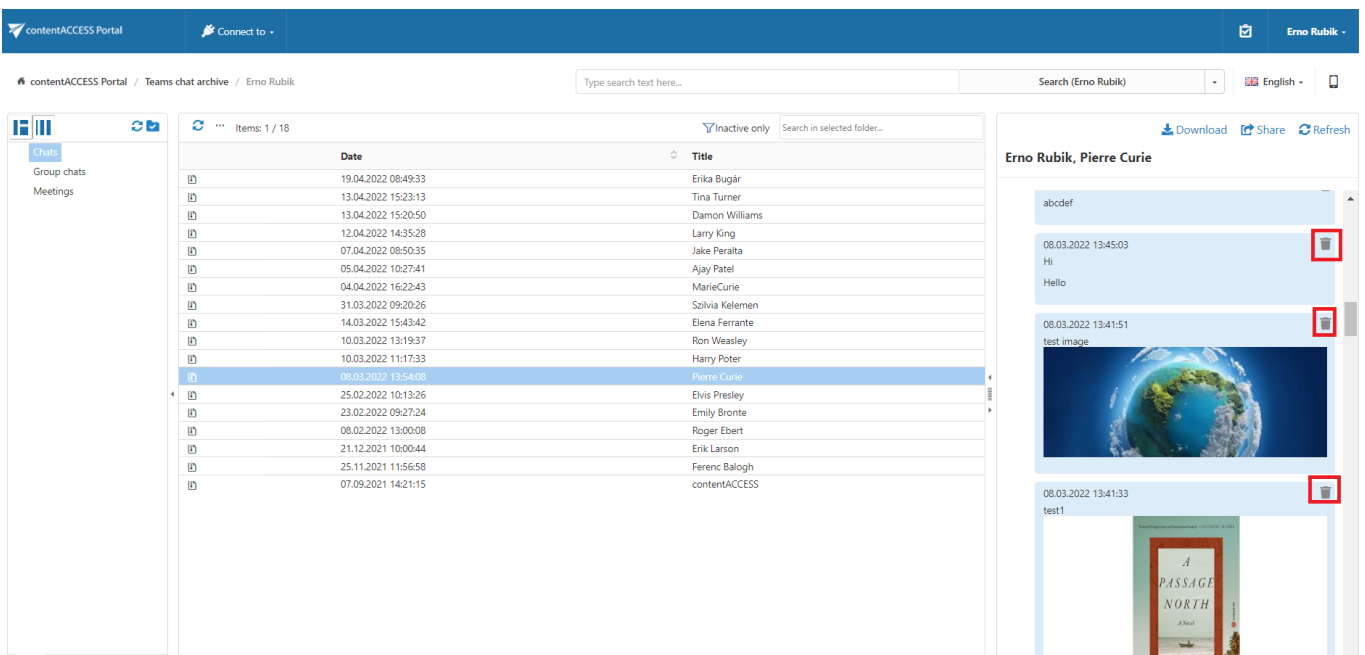 contentACCESS Portal
Connect to
Erno Rubik
contentACCESS Portal / Teams chat archive / Erno Rubik
Type search text here...
Search (Erno Rubik)
English
Items: 1 / 18
Inactive only
Search in selected folder...
Download
Share
Refresh
Chats
Group chats
Meetings
Date Title
19.04.2022 08:49:33 Erika Bugár
13.04.2022 15:23:13 Tina Turner
13.04.2022 15:20:50 Damon Williams
12.04.2022 14:35:28 Larry King
07.04.2022 08:50:35 Jake Peralta
05.04.2022 10:27:41 Ajay Patel
04.04.2022 16:22:43 MarieCurie
31.03.2022 09:20:26 Szilvia Kelemen
14.03.2022 15:43:42 Elena Ferrante
10.03.2022 13:19:37 Ron Weasley
10.03.2022 11:17:33 Harry Poter
08.03.2022 13:54:08 Pierre Curie
25.02.2022 10:13:26 Elvis Presley
23.02.2022 09:27:24 Emily Bronte
08.02.2022 13:00:08 Roger Ebert
21.12.2021 10:00:44 Erik Larson
25.11.2021 11:56:58 Ferenc Balogh
07.09.2021 14:21:15 contentACCESS
Erno Rubik, Pierre Curie
abcdef
08.03.2022 13:45:03
Hi
Hello
08.03.2022 13:41:51
test image
08.03.2022 13:41:33
test1
A
PASSAGE
NORTH
A Novel